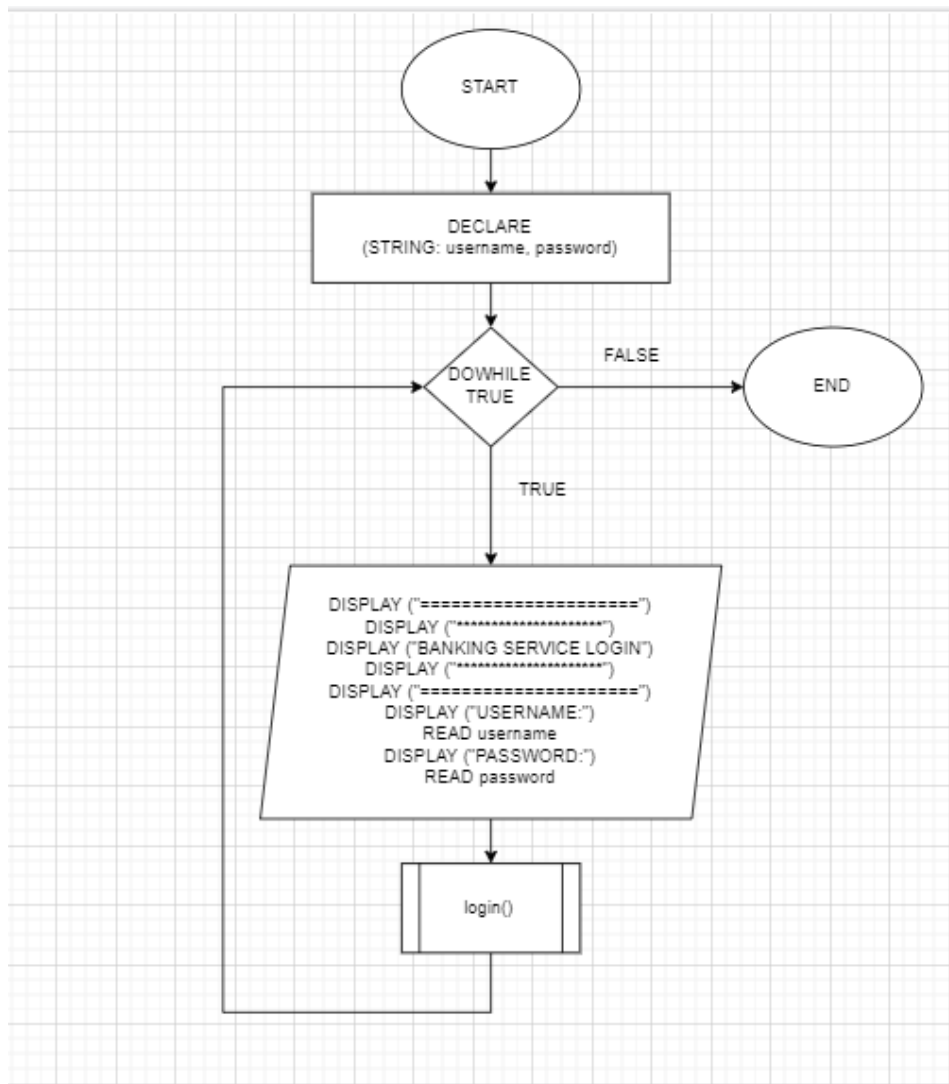 START
DECLARE
(STRING: username, password)
DOWHILE
TRUE
FALSE
END
TRUE
DISPLAY ("=====================")
DISPLAY ("*********************")
DISPLAY ("BANKING SERVICE LOGIN")
DISPLAY ("*********************")
DISPLAY ("=====================")
DISPLAY ("USERNAME:")
READ username
DISPLAY ("PASSWORD:")
READ password
login()